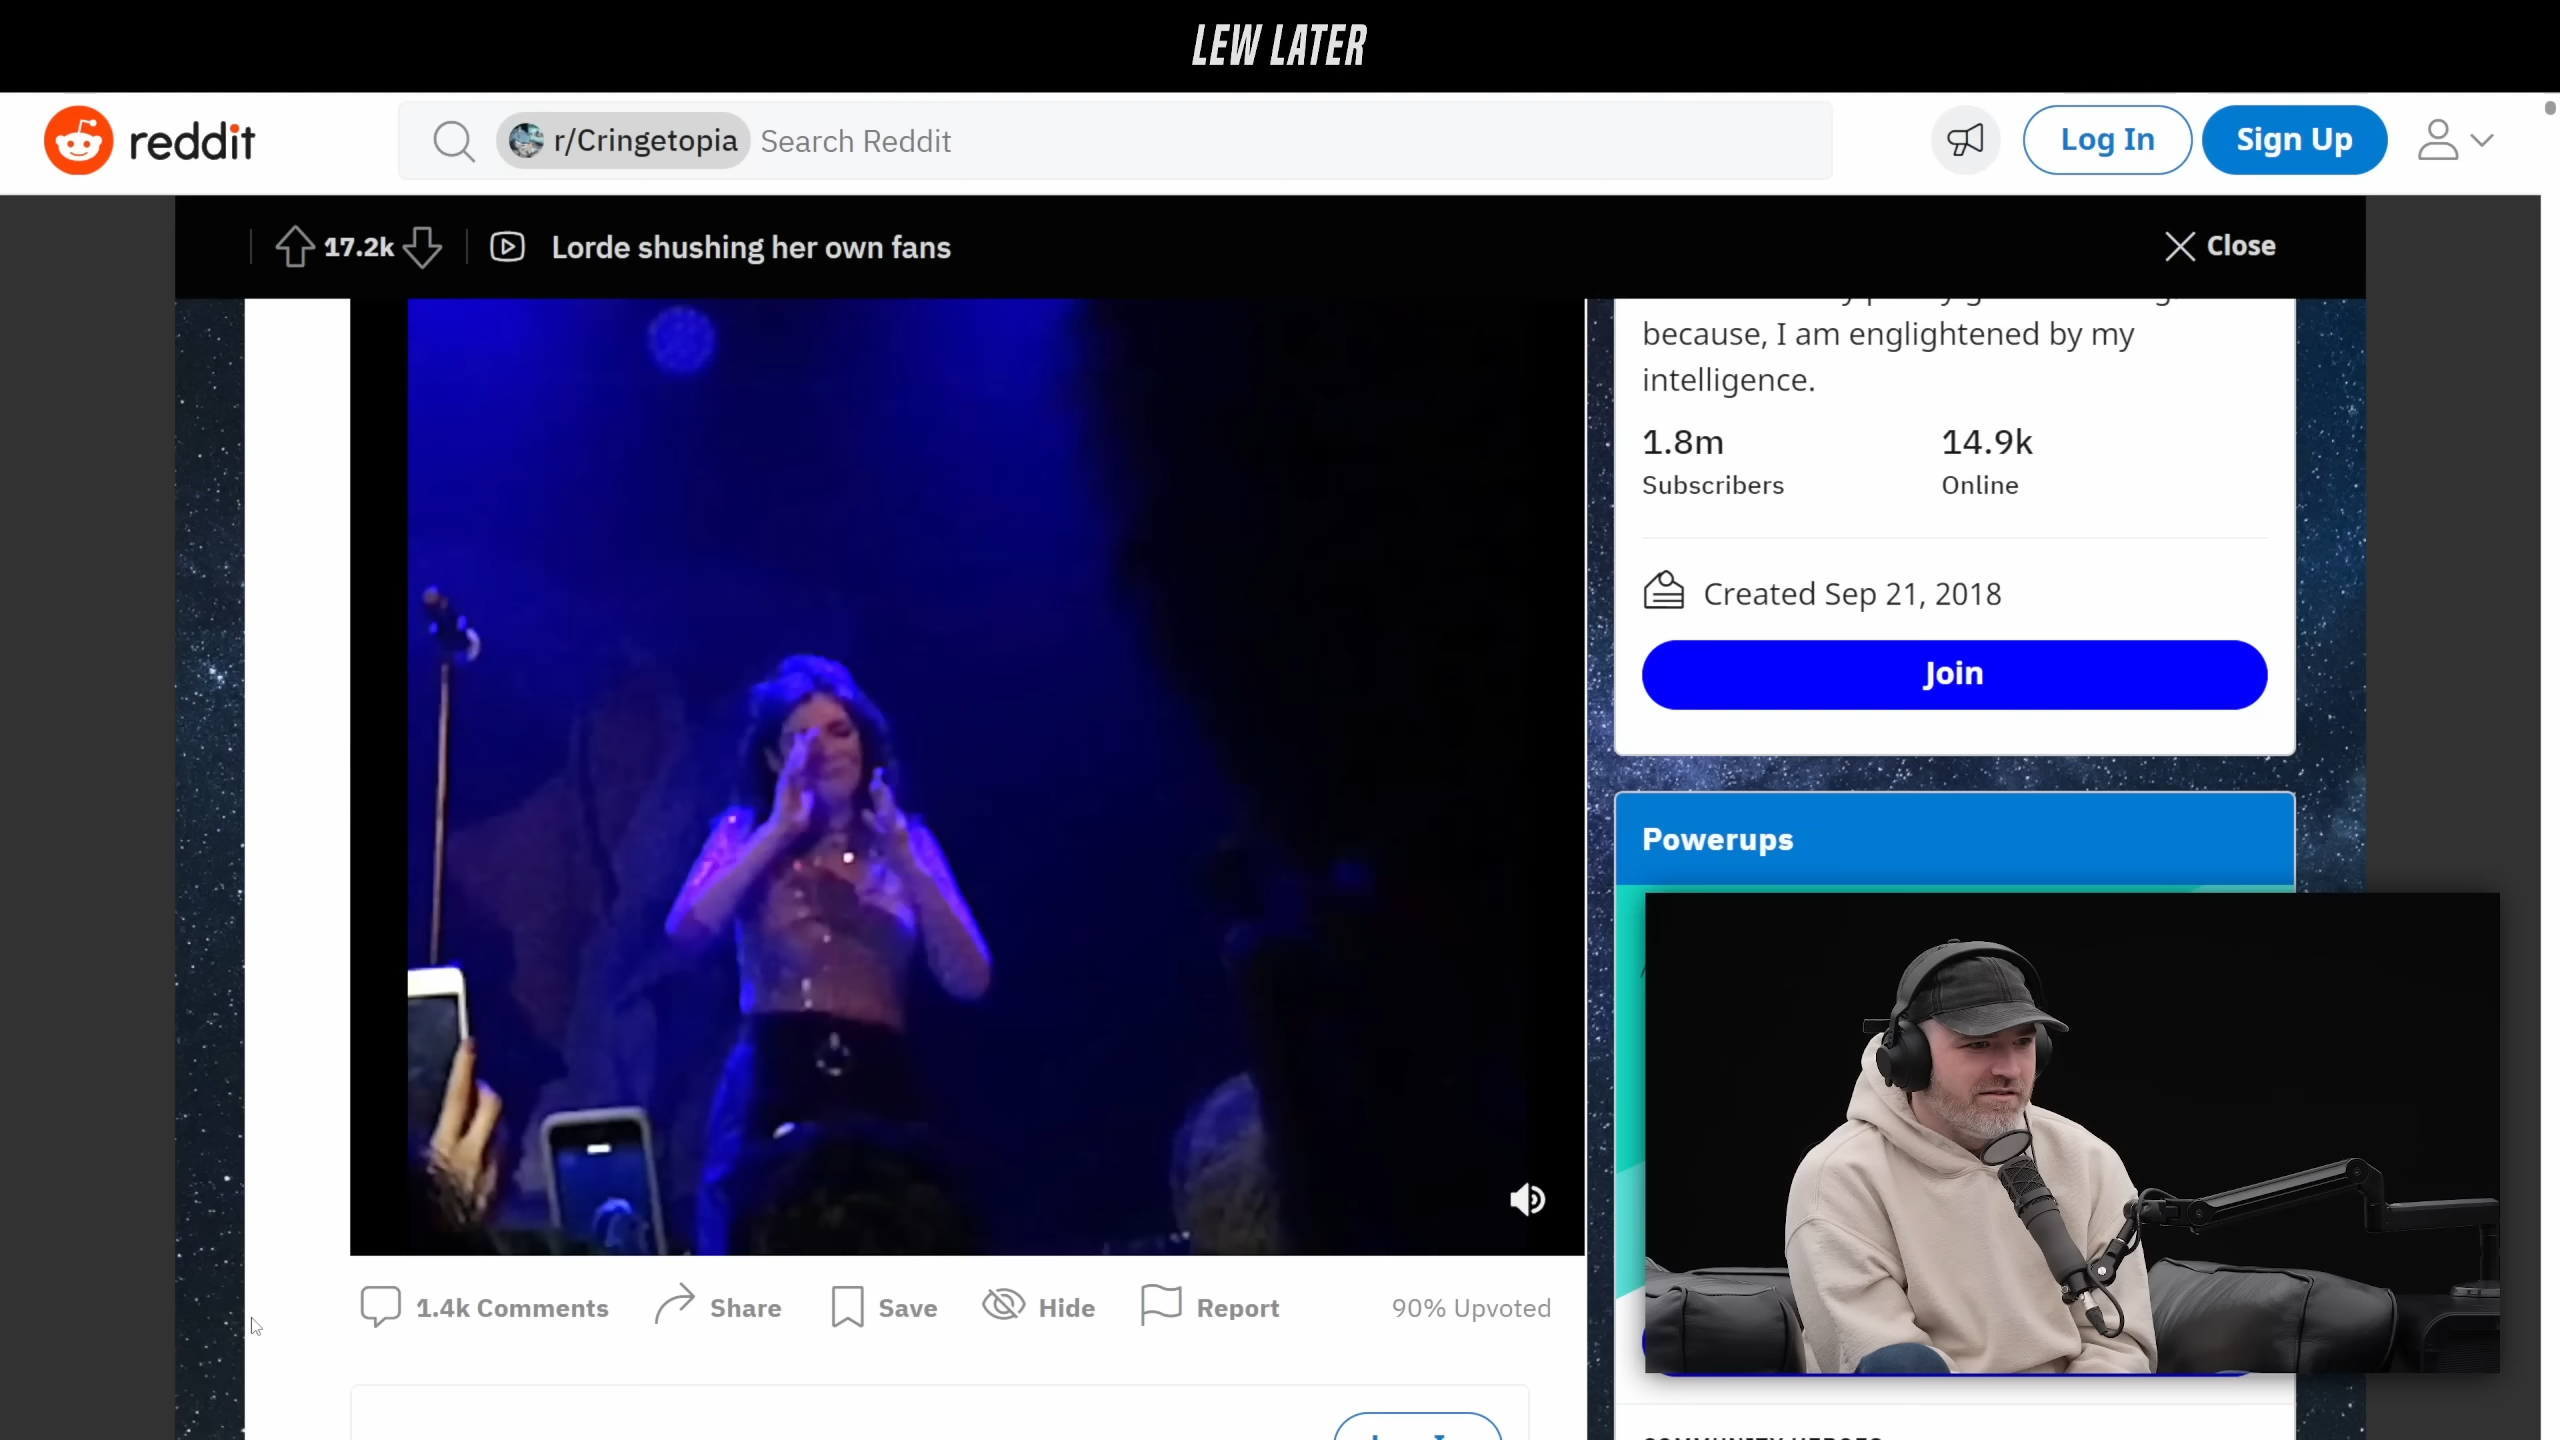 LEW LATER
reddit
r/Cringetopia Search Reddit
Log In
Sign Up
17.2k
Lorde shushing her own fans
Close
because, I am englightened by my
intelligence.
1.8m
14.9k
Subscribers
Online
Created Sep 21, 2018
Join
Powerups
1.4k Comments
Share
Save
Hide
Report
90% Upvoted